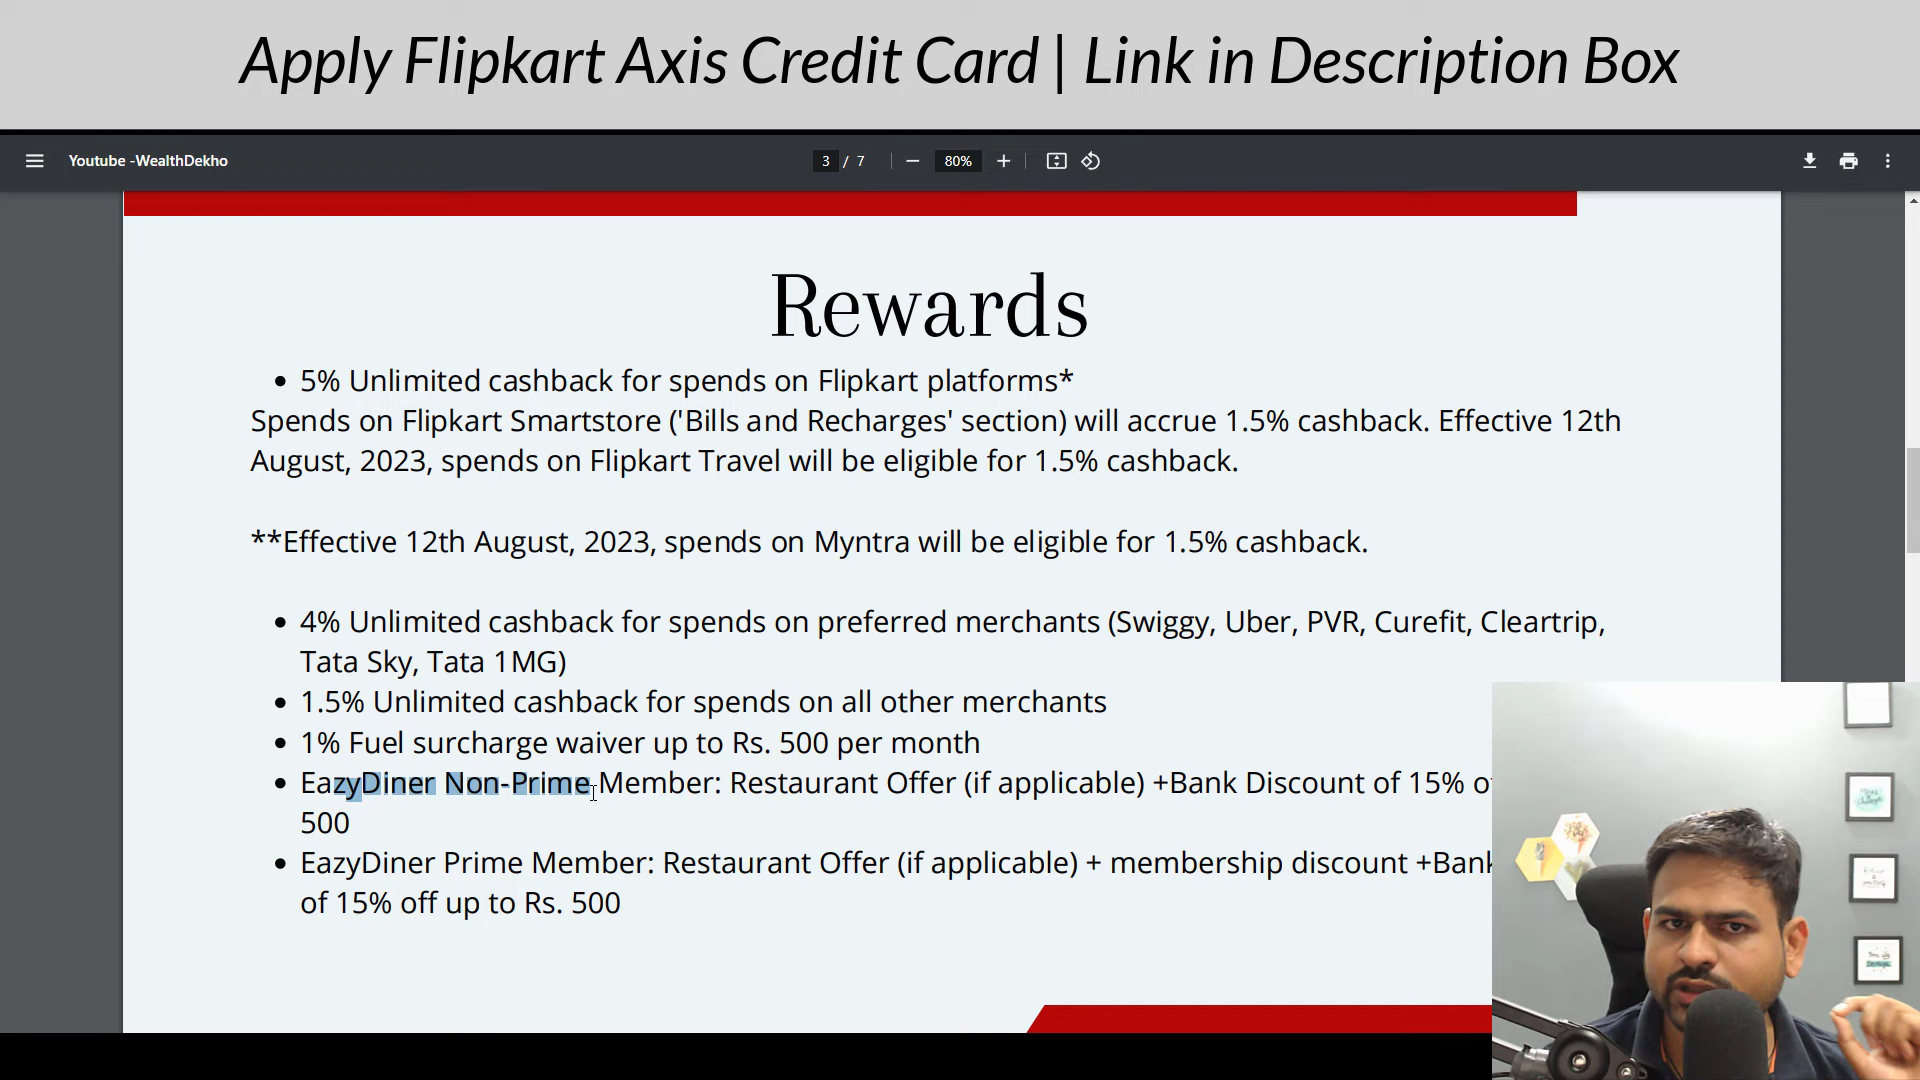 Apply Flipkart Axis Credit Card | Link in Description Box
Youtube -WealthDekho
3 / 7
80%
Rewards
• 5% Unlimited cashback for spends on Flipkart platforms*
Spends on Flipkart Smartstore ('Bills and Recharges' section) will accrue 1.5% cashback. Effective 12th
August, 2023, spends on Flipkart Travel will be eligible for 1.5% cashback.
**Effective 12th August, 2023, spends on Myntra will be eligible for 1.5% cashback.
• 4% Unlimited cashback for spends on preferred merchants (Swiggy, Uber, PVR, Curefit, Cleartrip,
Tata Sky, Tata 1MG)
• 1.5% Unlimited cashback for spends on all other merchants
• 1% Fuel surcharge waiver up to Rs. 500 per month
• EazyDiner Non-Prime Member: Restaurant Offer (if applicable) +Bank Discount of 15%
500
• EazyDiner Prime Member: Restaurant Offer (if applicable) + membership discount +Bank
of 15% off up to Rs. 500